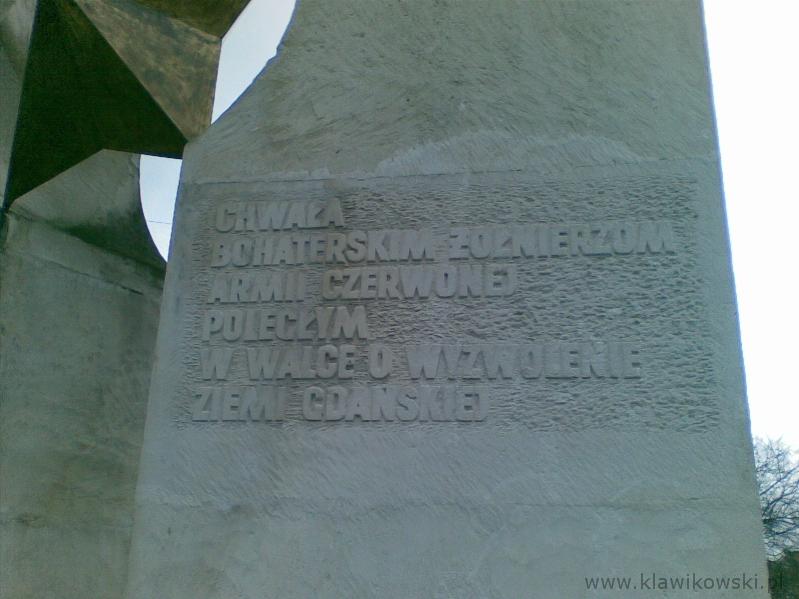 CHWAŁA
BOHATERSKIM ŻOŁNIERZOM
ARMII CZERWONEJ
POLEGŁYM
W WALCE O WYZWOLENIE
ZIEMI GDAŃSKIEJ
www.klawikowski.pl